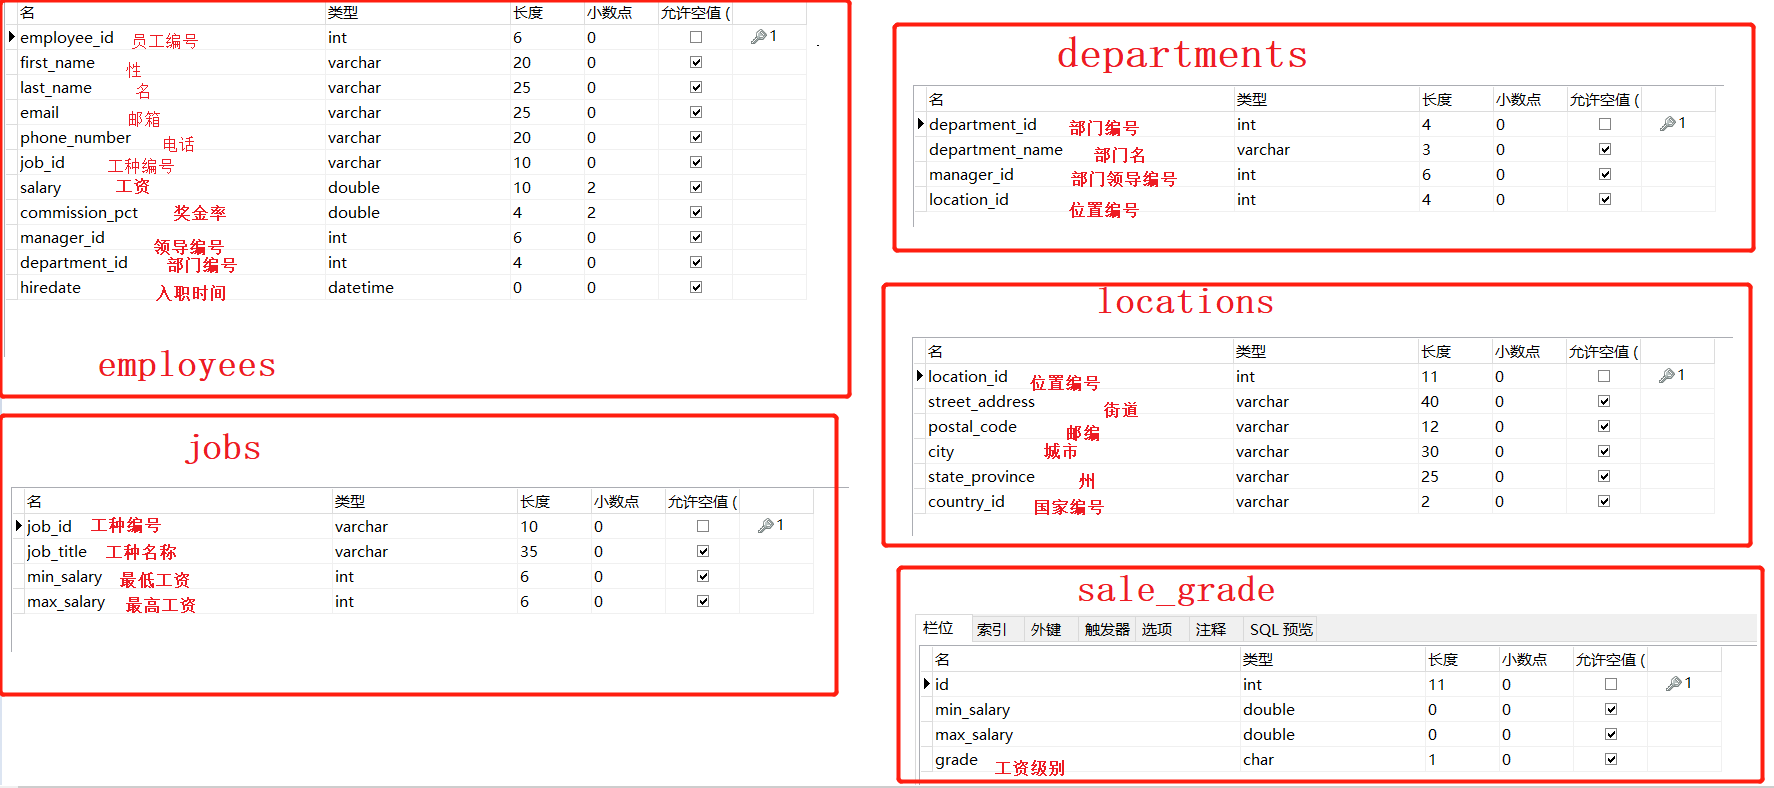 名 类型 长度 小数点 允许空值 (
employee_id 员工编号 int 6 0 1
first_name 性 varchar 20 0
last_name 名 varchar 25 0
email 邮箱 varchar 25 0
phone_number 电话 varchar 20 0
job_id 工种编号 varchar 10 0
salary 工资 double 10 2
commission_pct 奖金率 double 4 2
manager_id 领导编号 int 6 0
department_id 部门编号 int 4 0
hiredate 入职时间 datetime 0 0
employees
jobs
名 类型 长度 小数点 允许空值 (
job_id 工种编号 varchar 10 0 1
job_title 工种名称 varchar 35 0
min_salary 最低工资 int 6 0
max_salary 最高工资 int 6 0
departments
名 类型 长度 小数点 允许空值 (
department_id 部门编号 int 4 0 1
department_name 部门名 varchar 3 0
manager_id 部门领导编号 int 6 0
location_id 位置编号 int 4 0
locations
名 类型 长度 小数点 允许空值 (
location_id 位置编号 int 11 0 1
street_address 街道 varchar 40 0
postal_code 邮编 varchar 12 0
city 城市 varchar 30 0
state_province 州 varchar 25 0
country_id 国家编号 varchar 2 0
sale_grade
栏位 索引 外键 触发器 选项 注释 SQL 预览
名 类型 长度 小数点 允许空值 (
id int 11 0 1
min_salary double 0 0
max_salary double 0 0
grade 工资级别 char 1 0